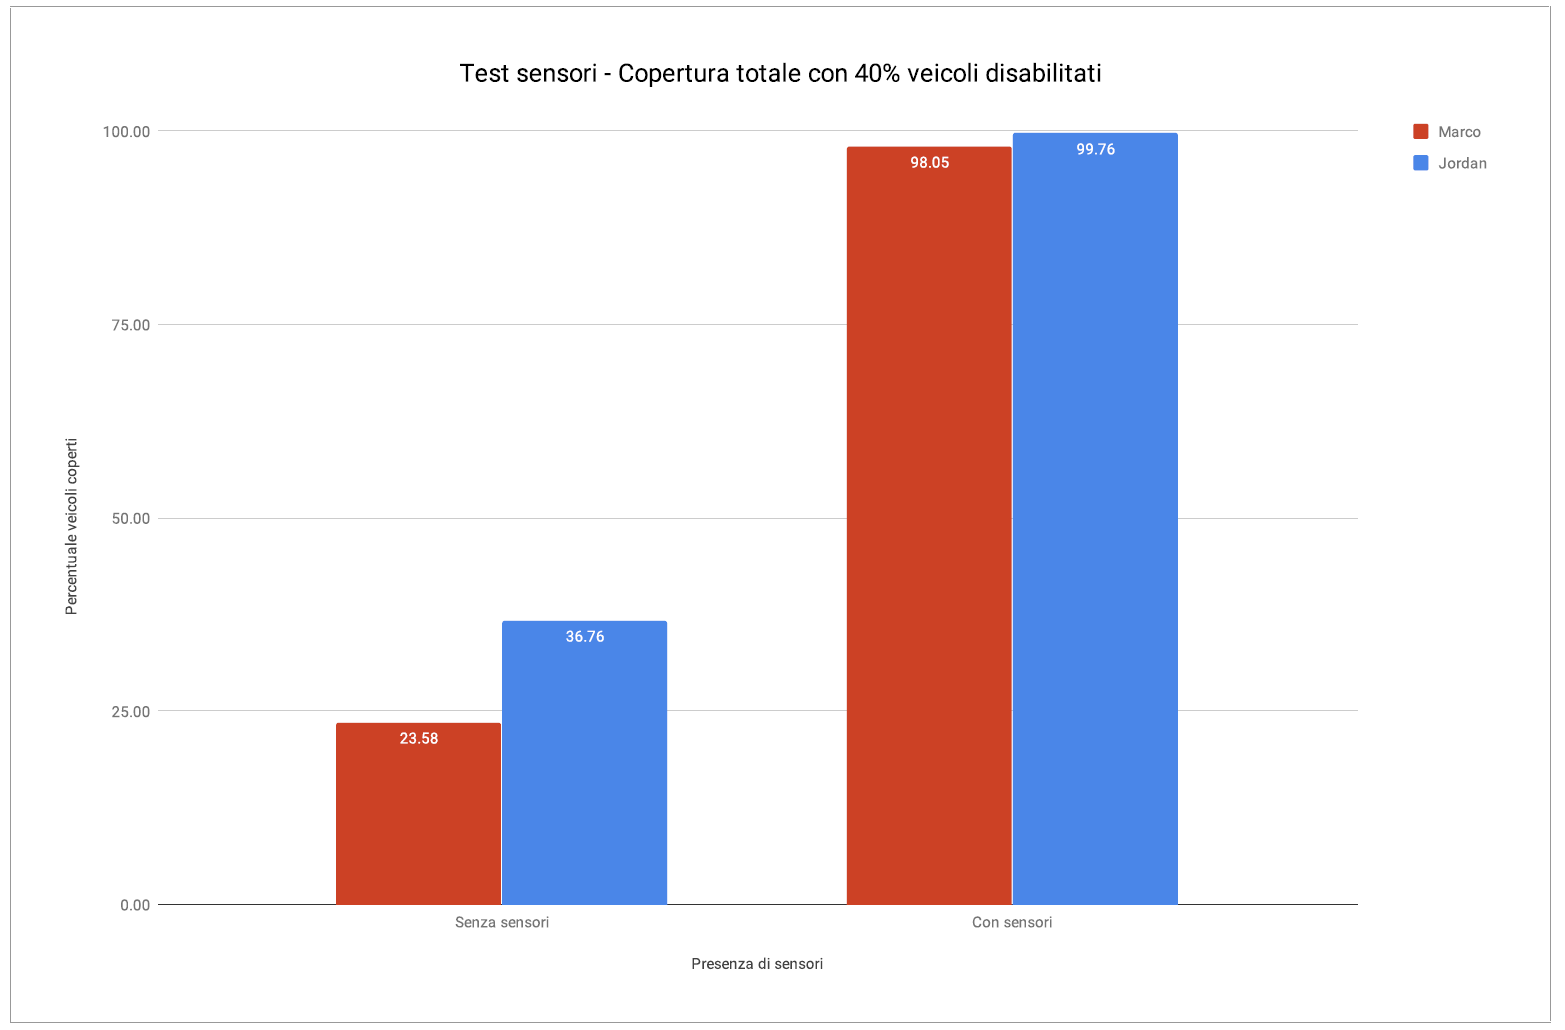 Test sensori - Copertura totale con 40% veicoli disabilitati
Marco
Jordan
Percentuale veicoli coperti
100.00
75.00
50.00
25.00
0.00
23.58
36.76
98.05
99.76
Senza sensori
Con sensori
Presenza di sensori